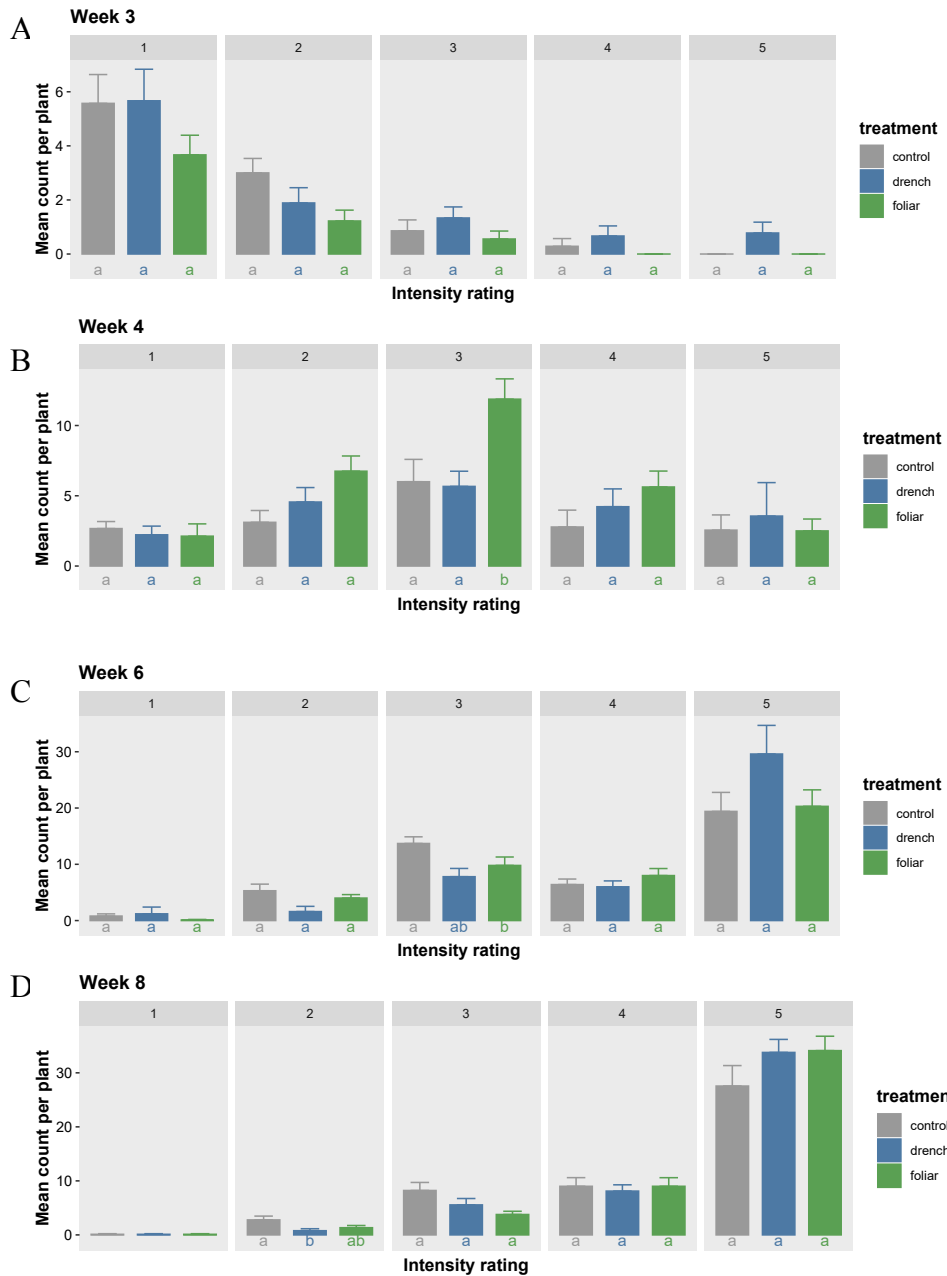 A
Week 3
1 2 3 4 5
Mean count per plant
6
4
2
0
a a a a a a a a a a a a a a a
Intensity rating
treatment
control
drench
foliar
B
Week 4
1 2 3 4 5
Mean count per plant
10
5
0
a a a a a a a a b a a a a a a
Intensity rating
treatment
control
drench
foliar
C
Week 6
1 2 3 4 5
Mean count per plant
30
20
10
0
a a a a a a a ab b a a a a a a
Intensity rating
treatment
control
drench
foliar
D
Week 8
1 2 3 4 5
Mean count per plant
30
20
10
0
a a a a b ab a a a a a a a a a
Intensity rating
treatmen
control
drench
foliar